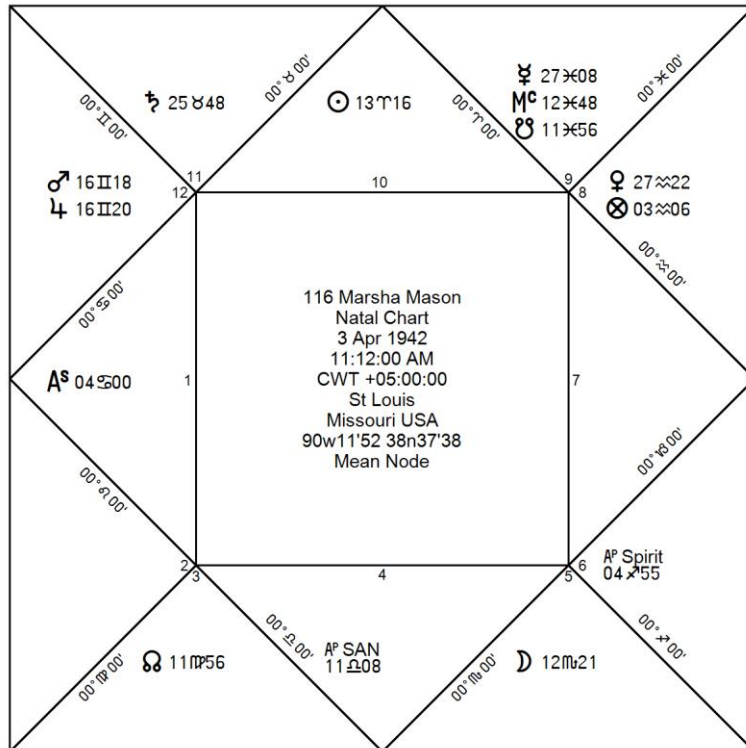 ♄ 25♉48
00°♉00'
☉ 13♈16
00°♈00'
☿ 27♓08
Mᶜ 12♓48
☋ 11♓56
00°♓00'
00°♊00'
11
12
10
9
8
♂ 16♊18
♃ 16♊20
♀ 27♒22
⊗ 03♒06
00°♋00'
00°♒00'
116 Marsha Mason
Natal Chart
3 Apr 1942
11:12:00 AM
CWT +05:00:00
St Louis
Missouri USA
90w11'52 38n37'38
Mean Node
Aˢ 04♋00
1
7
00°♌00'
00°♑00'
2
3
4
5
6
Aᴾ Spirit
04♐55
☊ 11♍56
00°♍00'
00°♎00'
Aᴾ SAN
11♎08
00°♏00'
☽ 12♏21
00°♐00'